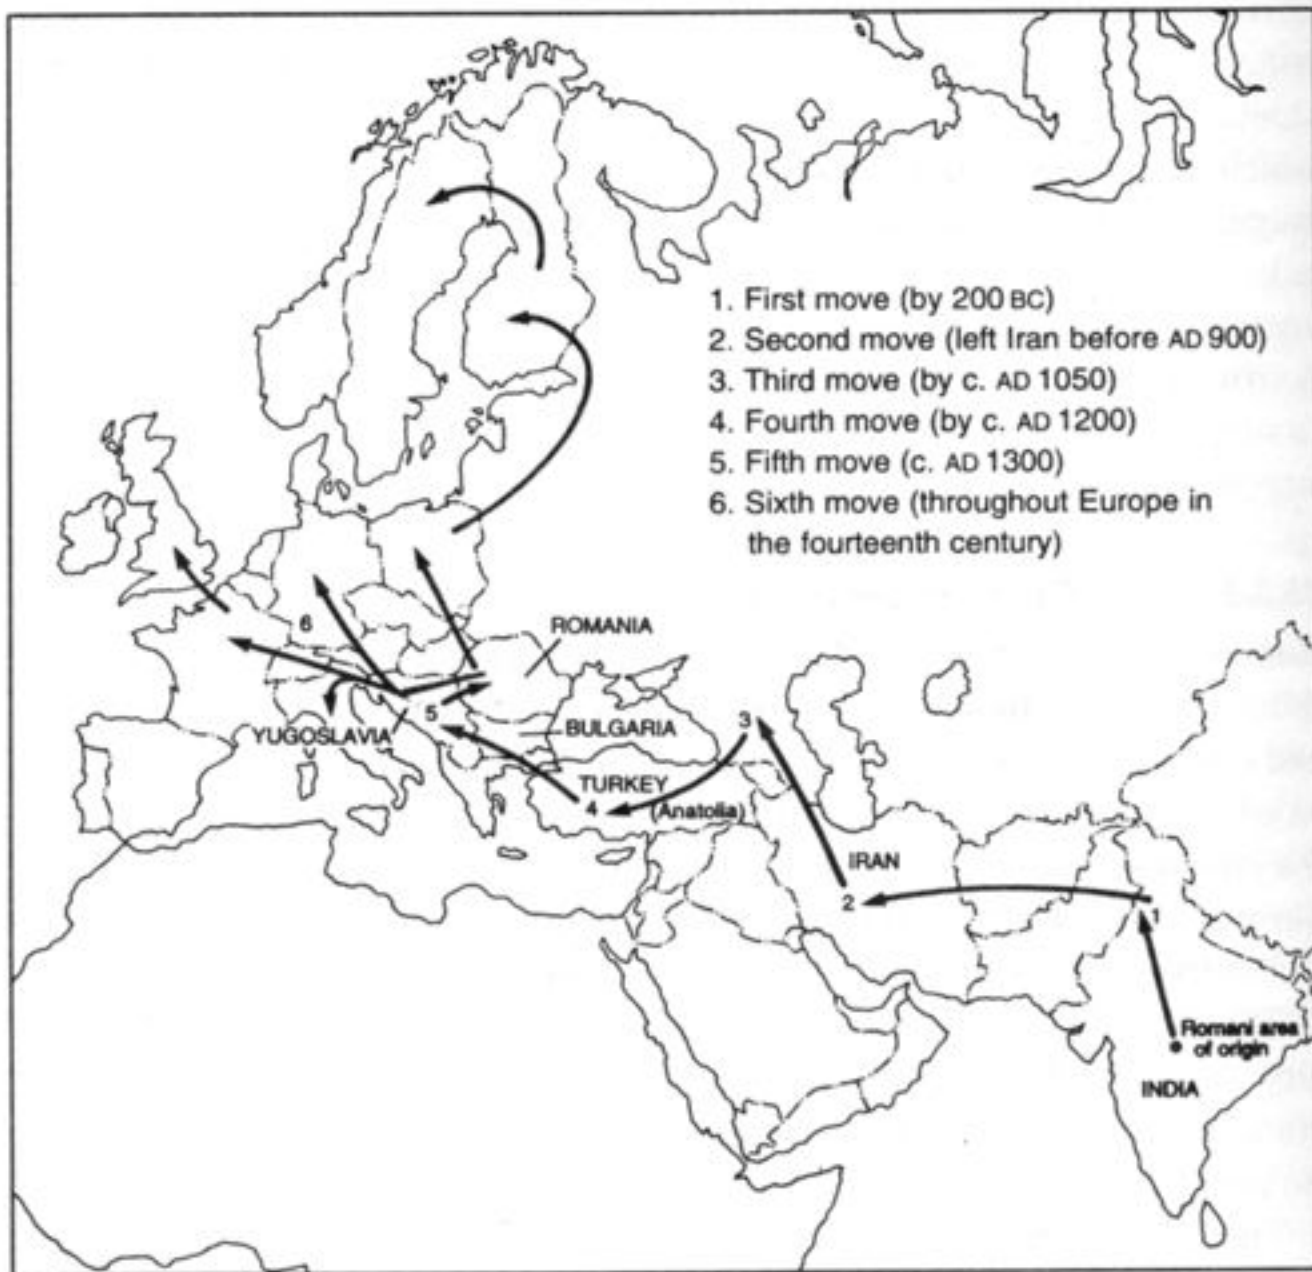 1. First move (by 200 BC)
2. Second move (left Iran before AD 900)
3. Third move (by c. AD 1050)
4. Fourth move (by c. AD 1200)
5. Fifth move (c. AD 1300)
6. Sixth move (throughout Europe in
the fourteenth century)
6
ROMANIA
5
YUGOSLAVIA
BULGARIA
3
TURKEY
4
(Anatolia)
IRAN
2
1
Romani area
of origin
INDIA